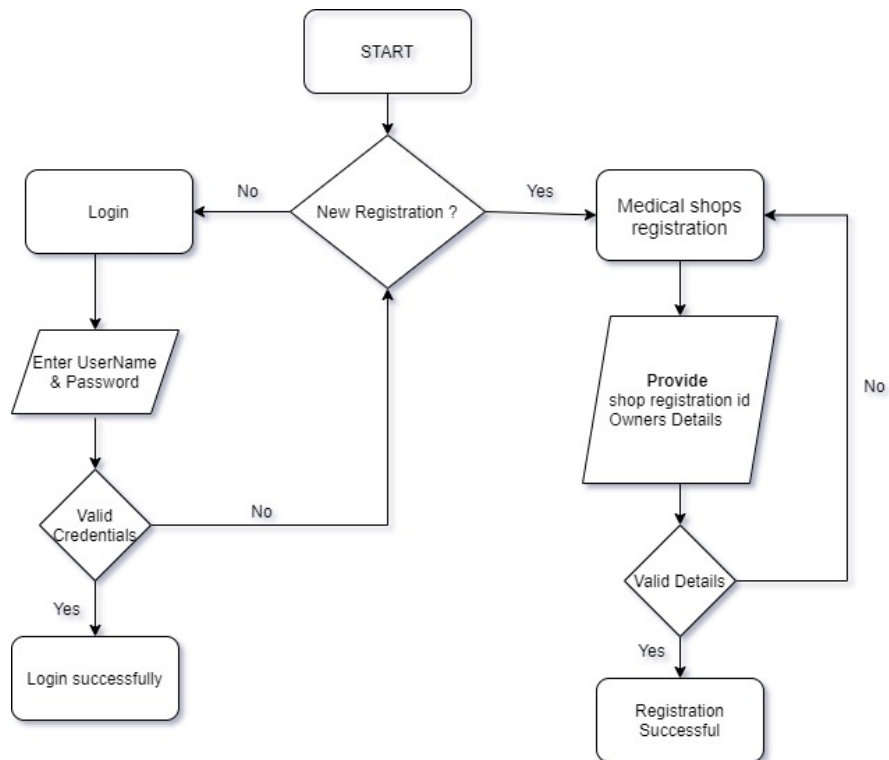 START
No
Yes
Login
New Registration ?
Medical shops
registration
Enter UserName
& Password
Provide
shop registration id
Owners Details
No
Valid
Credentials
No
Valid Details
Yes
Yes
Login successfully
Registration
Successful